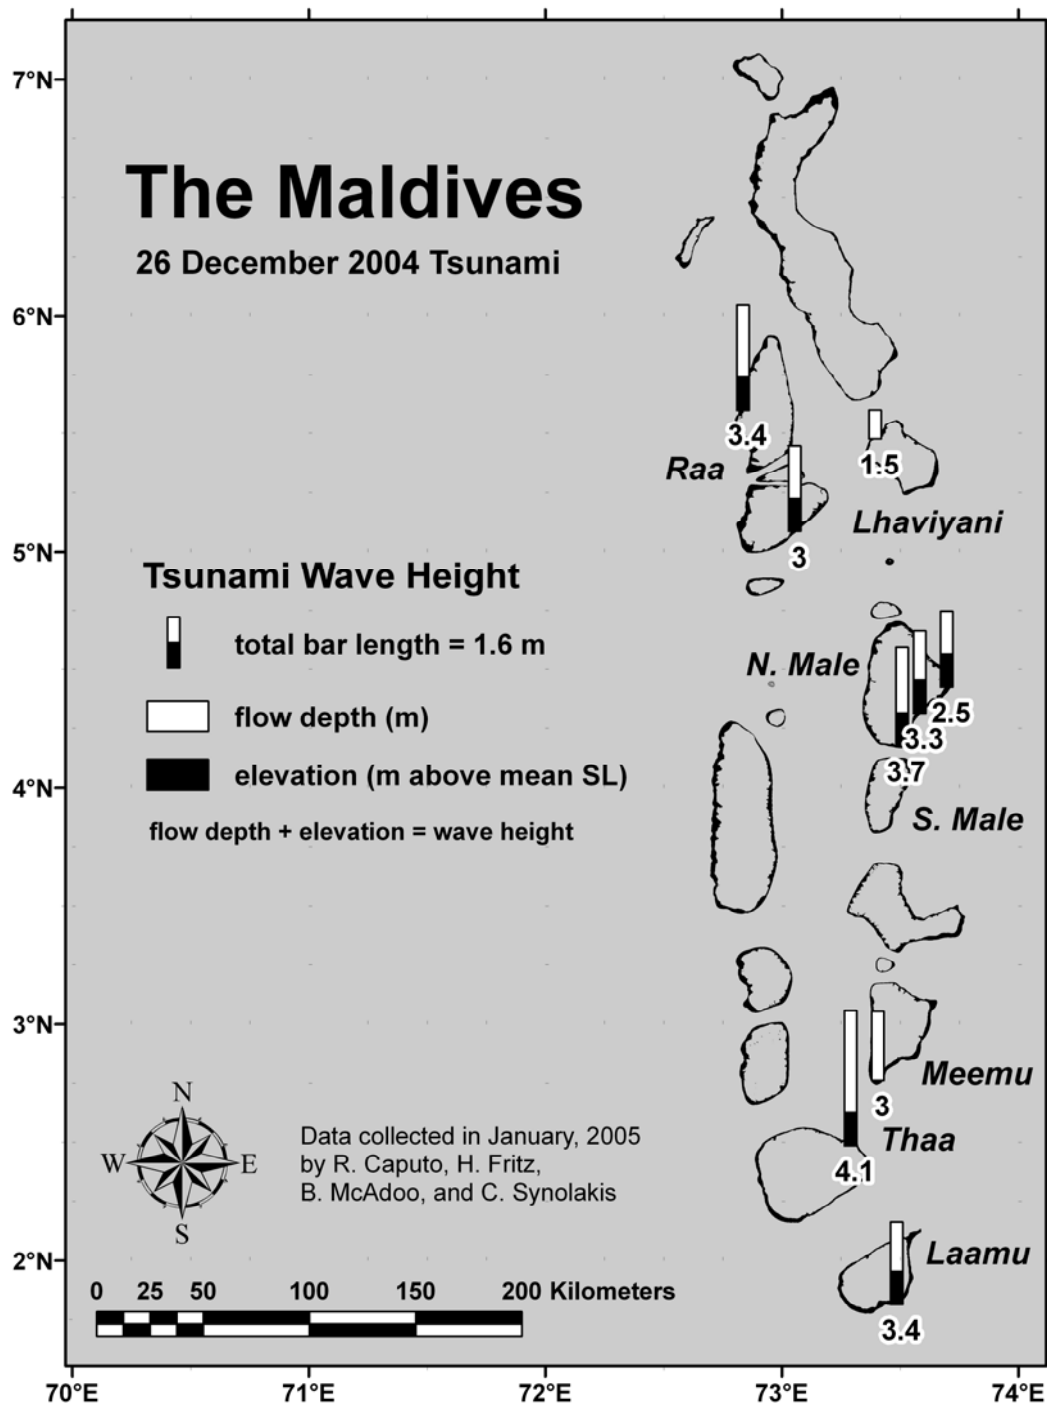 7°N
The Maldives
26 December 2004 Tsunami
6°N
3.4
1.5
Raa
Lhaviyani
5°N
3
Tsunami Wave Height
total bar length = 1.6 m
N. Male
flow depth (m)
2.5
3.3
3.7
elevation (m above mean SL)
4°N
S. Male
flow depth + elevation = wave height
3°N
Meemu
N
3
Data collected in January, 2005
Thaa
W
E
by R. Caputo, H. Fritz,
4.1
B. McAdoo, and C. Synolakis
S
2°N
Laamu
0 25 50 100 150 200 Kilometers
3.4
70°E 71°E 72°E 73°E 74°E